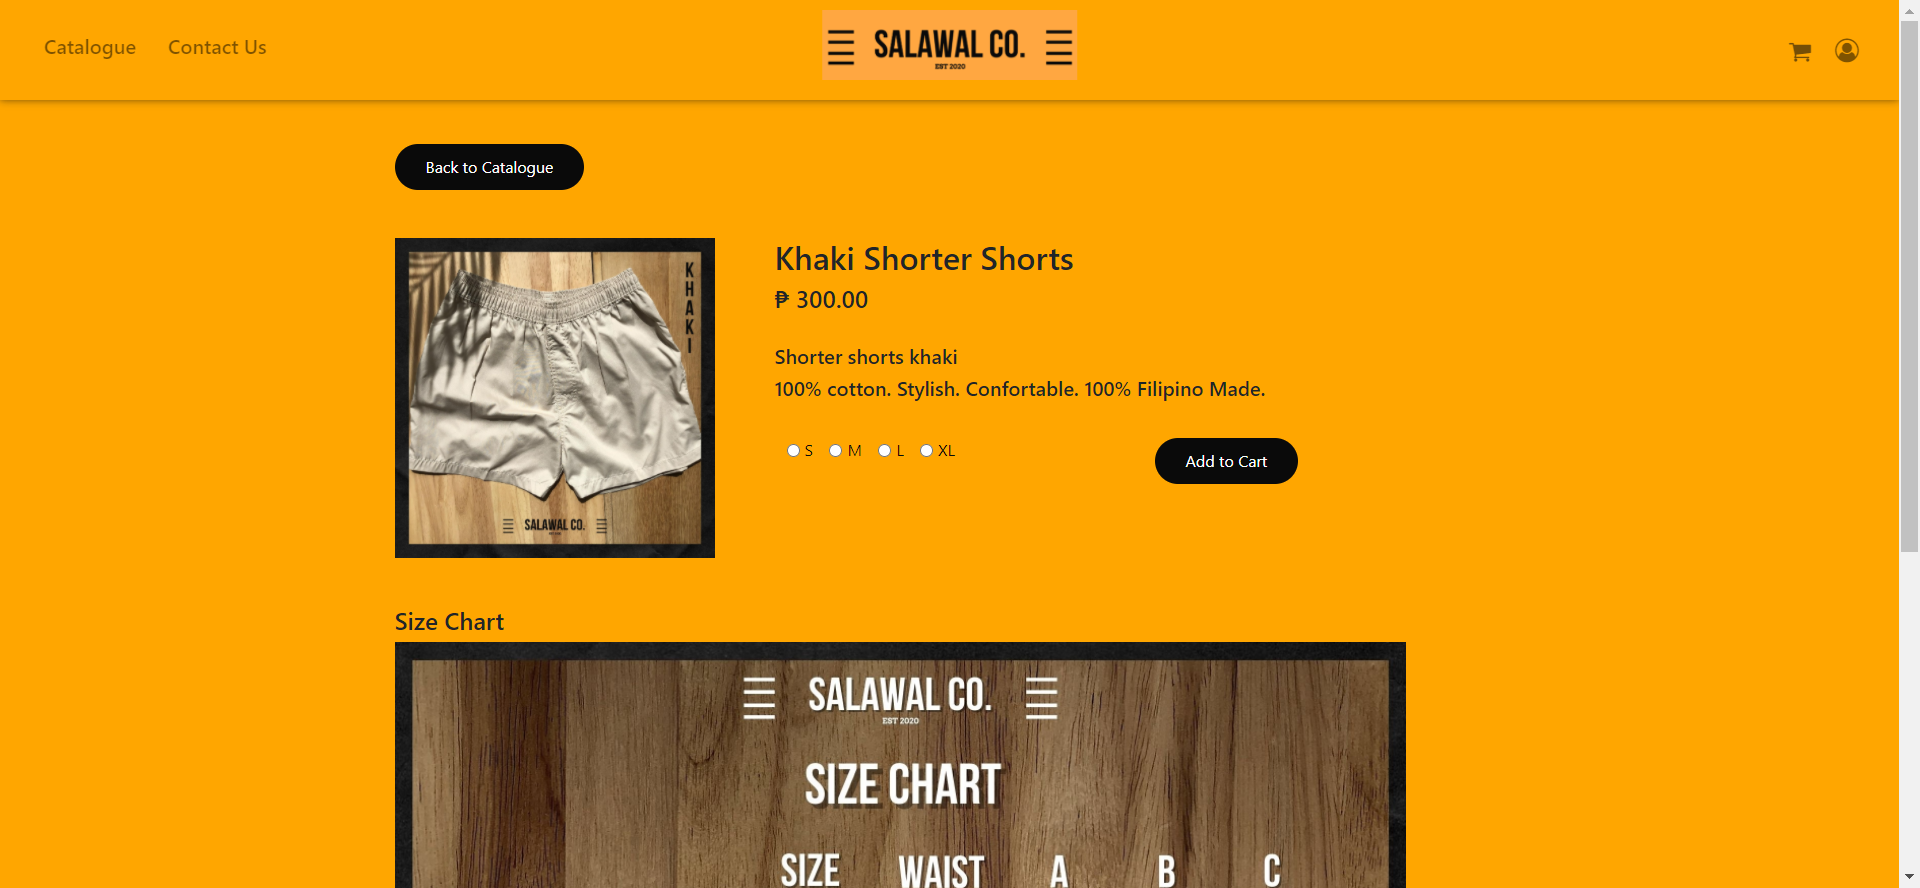 Catalogue Contact Us
SALAWAL CO.
EST 2020
Back to Catalogue
KHAKI
SALAWAL CO.
Khaki Shorter Shorts
₱ 300.00
Shorter shorts khaki
100% cotton. Stylish. Confortable. 100% Filipino Made.
S M L XL
Add to Cart
Size Chart
SALAWAL CO.
EST 2020
SIZE CHART
SIZE WAIST A B C